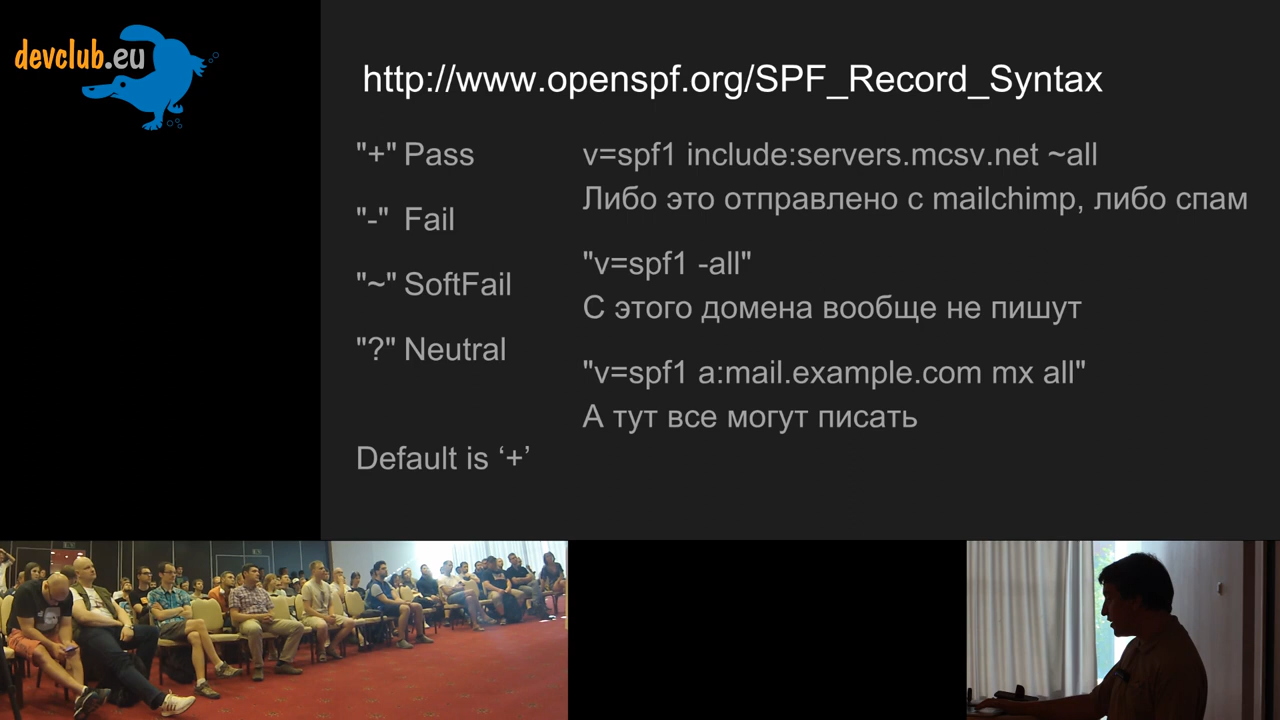 devclub.eu
http://www.openspf.org/SPF_Record_Syntax
"+" Pass
"-" Fail
"~" SoftFail
"?" Neutral
Default is ‘+’
v=spf1 include:servers.mcsv.net ~all
Либо это отправлено с mailchimp, либо спам
"v=spf1 -all"
С этого домена вообще не пишут
"v=spf1 a:mail.example.com mx all"
А тут все могут писать